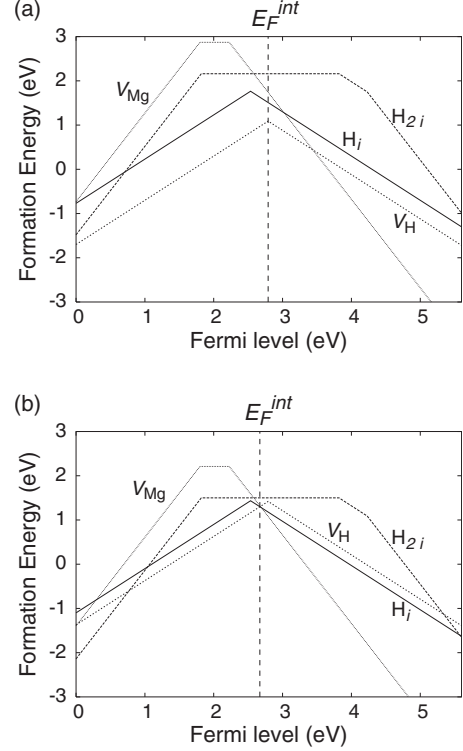 (a)
E_F^int
3
2
1
0
-1
-2
-3
Formation Energy (eV)
V_Mg
H_2i
H_i
V_H
0 1 2 3 4 5
Fermi level (eV)
(b)
E_F^int
3
2
1
0
-1
-2
-3
Formation Energy (eV)
V_Mg
V_H
H_2i
H_i
0 1 2 3 4 5
Fermi level (eV)